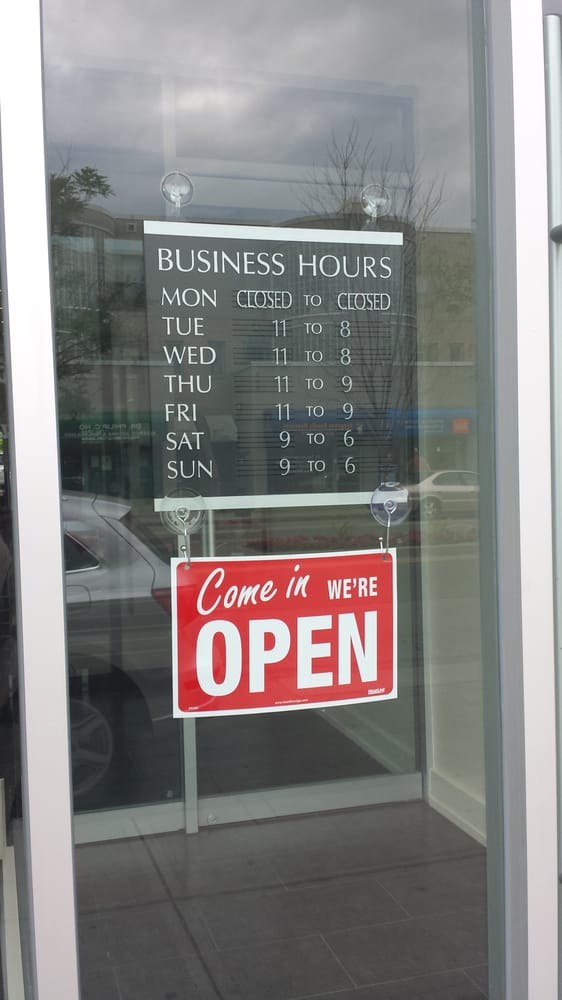 BUSINESS HOURS
MON CLOSED TO CLOSED
TUE 11 TO 8
WED 11 TO 8
THU 11 TO 9
FRI 11 TO 9
SAT 9 TO 6
SUN 9 TO 6
Come in WE'RE
OPEN